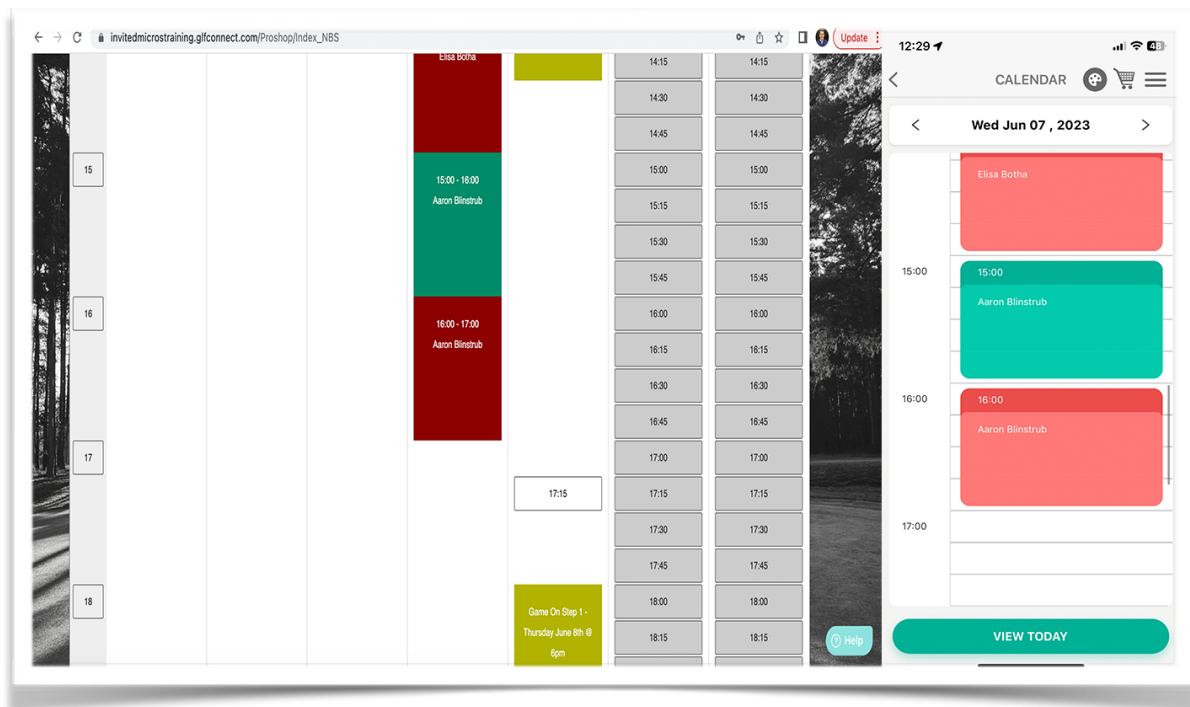 invitedmicrostraining.glfconnect.com/Proshop/Index_NBS
Update
Elisa Botha
14:15 14:15
14:30 14:30
14:45 14:45
15 15:00 15:00
15:00 - 16:00
Aaron Blinstrub
15:15 15:15
15:30 15:30
15:45 15:45
16 16:00 16:00
16:00 - 17:00
Aaron Blinstrub
16:15 16:15
16:30 16:30
16:45 16:45
17 17:00 17:00
17:15 17:15 17:15
17:30 17:30
17:45 17:45
18 18:00 18:00
Game On Step 1 -
Thursday June 8th @
6pm
18:15 18:15
Help
12:29
48
CALENDAR
Wed Jun 07 , 2023
Elisa Botha
15:00 15:00
Aaron Blinstrub
16:00 16:00
Aaron Blinstrub
17:00
VIEW TODAY